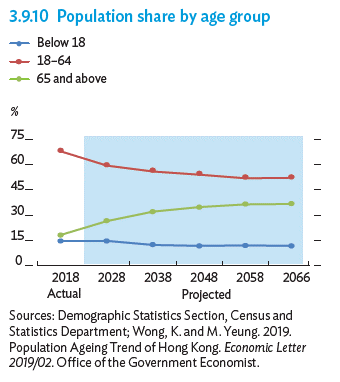 3.9.10 Population share by age group
Below 18
18–64
65 and above
%
75
60
45
30
15
0
2018 2028 2038 2048 2058 2066
Actual Projected
Sources: Demographic Statistics Section, Census and
Statistics Department; Wong, K. and M. Yeung. 2019.
Population Ageing Trend of Hong Kong. Economic Letter
2019/02. Office of the Government Economist.